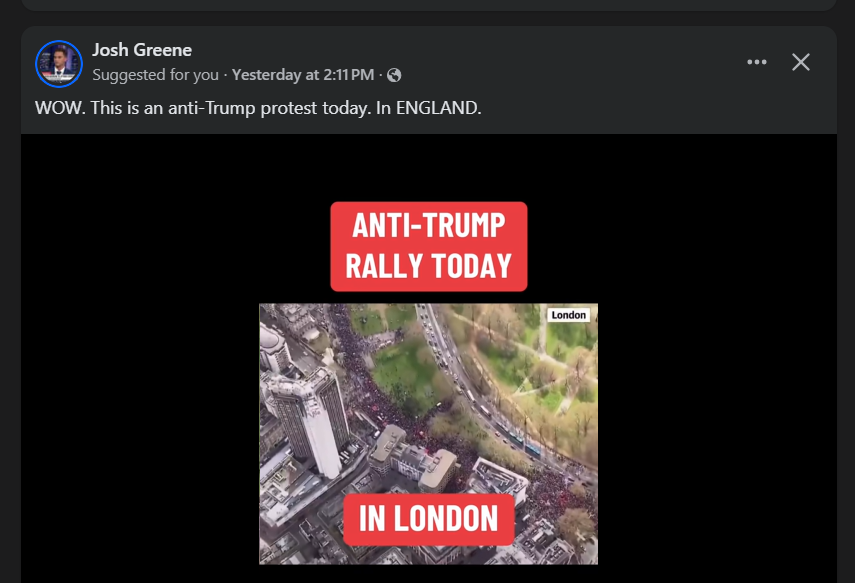 Josh Greene
Suggested for you · Yesterday at 2:11 PM ·
WOW. This is an anti-Trump protest today. In ENGLAND.
ANTI-TRUMP
RALLY TODAY
London
IN LONDON